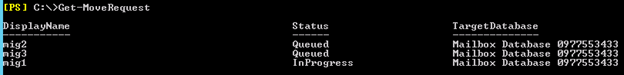 [PS] C:\>Get-MoveRequest
DisplayName Status TargetDatabase
----------- ------ --------------
mig2 Queued Mailbox Database 0977553433
mig3 Queued Mailbox Database 0977553433
mig1 InProgress Mailbox Database 0977553433